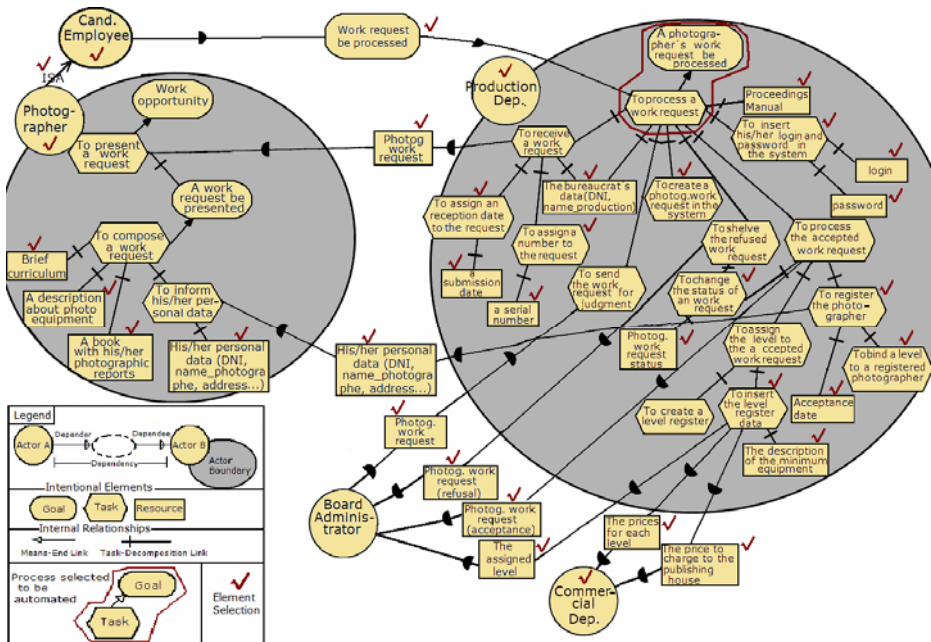 Cand.
Employee
Work request
be processed
A photogra-
pher´s work
request be
processed
ISA
Photo-
grapher
Work
opportunity
Production
Dep.
To process a
work request
Proceedings
Manual
To present
a work
request
Photog
work
request
To receive
a work
request
To insert
his/her
login and
password in
the system
login
password
A work
request be
presented
To assign an
reception date
to the request
The bureaucrat´s
data(DNI,
name_production)
To create a
photog.work
request in the
system
To compose
a work
request
To assign a
number to
the request
To shelve
the refused
work
request
To process
the accepted
work request
Brief
curriculum
a
submission
date
To send
the work
request for
judgment
To change
the status of
an work
request
To inform
his/her per-
sonal data
A description
about photo
equipment
a serial number
To register
the photo-
grapher
A book
with his/her
photographic
reports
His/her personal
data (DNI,
name_photogra
phe, address...)
His/her personal
data (DNI,
name_photogra
phe, address...)
Photog.
work request
status
To assign
the level to
the a ccepted
work request
To bind a level
to a registered
photographer
Photog. work
request
To create a
level register
To insert
the level
register
data
Acceptance
date
The description
of the minimum
equipment
Photog. work
request
(refusal)
Board
Adminis-
trator
Photog. work
request
(acceptance)
The
assigned
level
The prices
for each
level
The price to
charge to the
publishing
house
Commer-
cial
Dep.
Legend
Actor A
Depender
Dependee
Dependency
Actor B
Actor
Boundary
Intentional Elements
Goal
Task
Resource
Internal Relationships
Means-End Link
Task-Decomposition Link
Process selected
to be
automated
Goal
Task
Element
Selection